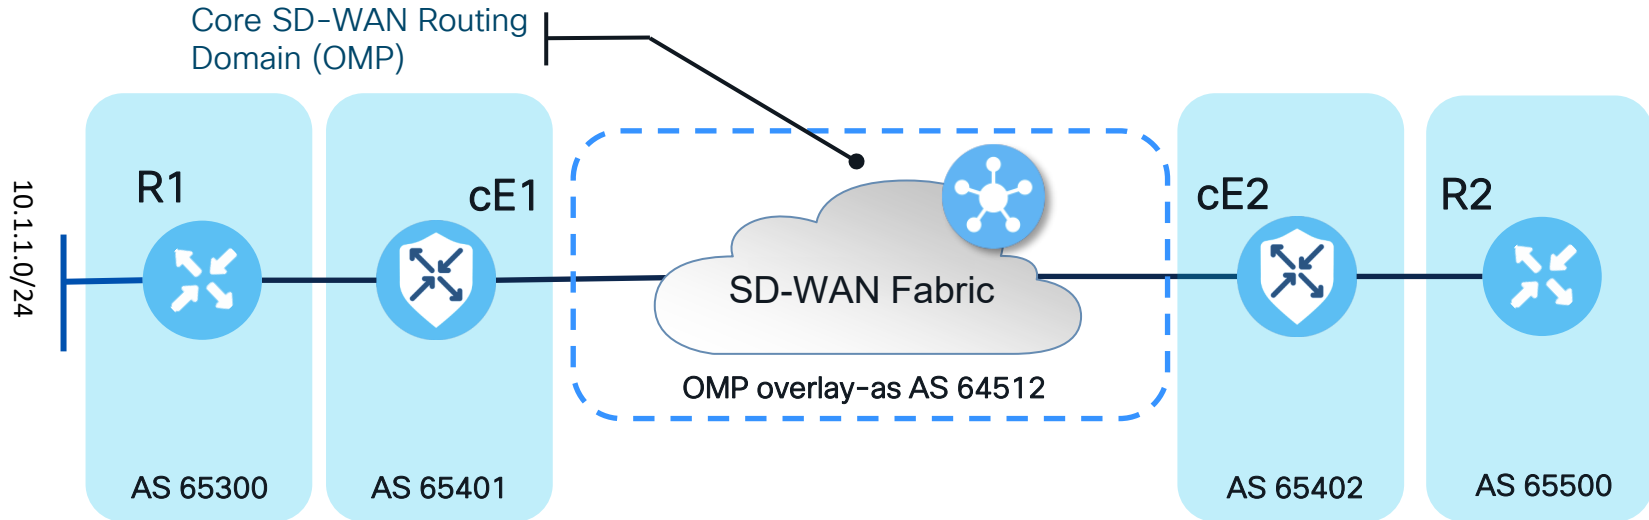 Core SD-WAN Routing
Domain (OMP)
R1
cE1
cE2
R2
10.1.1.0/24
SD-WAN Fabric
OMP overlay-as AS 64512
AS 65300
AS 65401
AS 65402
AS 65500